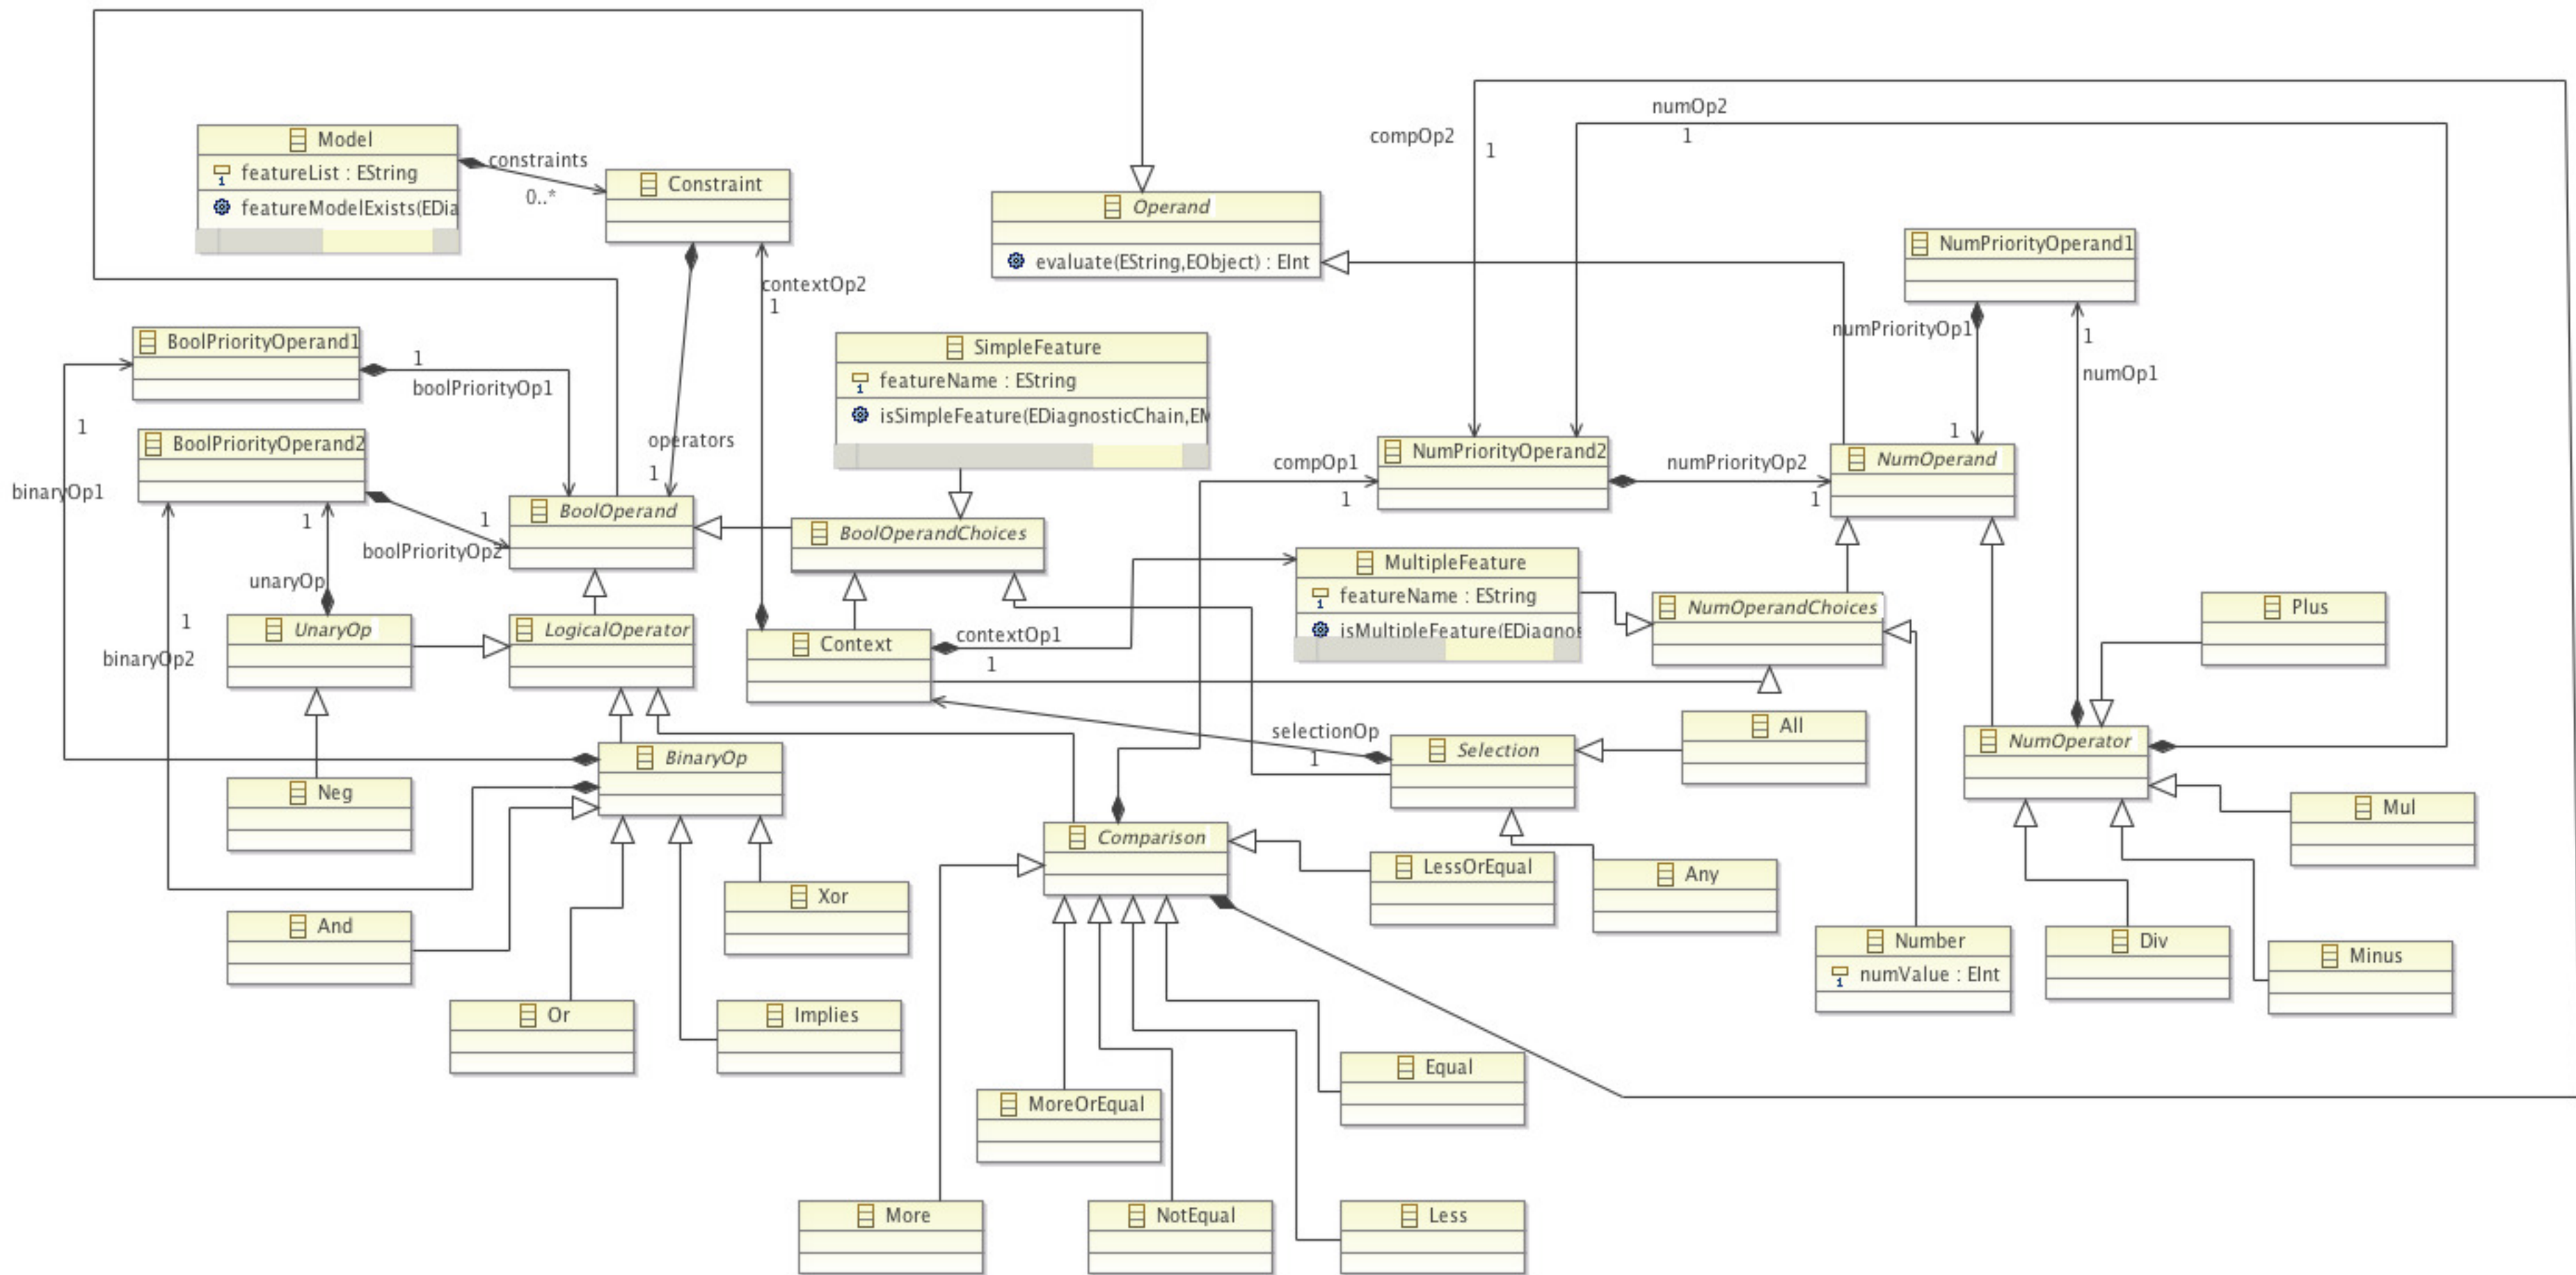 numOp2
1
compOp2
1
Model
featureList : EString
featureModelExists(EDia
constraints
0..*
Constraint
Operand
evaluate(EString,EObject) : EInt
NumPriorityOperand1
contextOp2
1
BoolPriorityOperand1
1
boolPriorityOp1
SimpleFeature
featureName : EString
isSimpleFeature(EDiagnosticChain,EM
numPriorityOp1
1
1
numOp1
1
BoolPriorityOperand2
operators
1
compOp1
1
NumPriorityOperand2
numPriorityOp2
1
NumOperand
binaryOp1
1
1
boolPriorityOp2
BoolOperand
BoolOperandChoices
unaryOp
MultipleFeature
featureName : EString
isMultipleFeature(EDiagnos
NumOperandChoices
Plus
1
binaryOp2
UnaryOp
LogicalOperator
Context
contextOp1
1
selectionOp
1
All
NumOperator
BinaryOp
Selection
Neg
Mul
Comparison
LessOrEqual
Any
Xor
And
Number
numValue : EInt
Div
Minus
Or
Implies
Equal
MoreOrEqual
More
NotEqual
Less